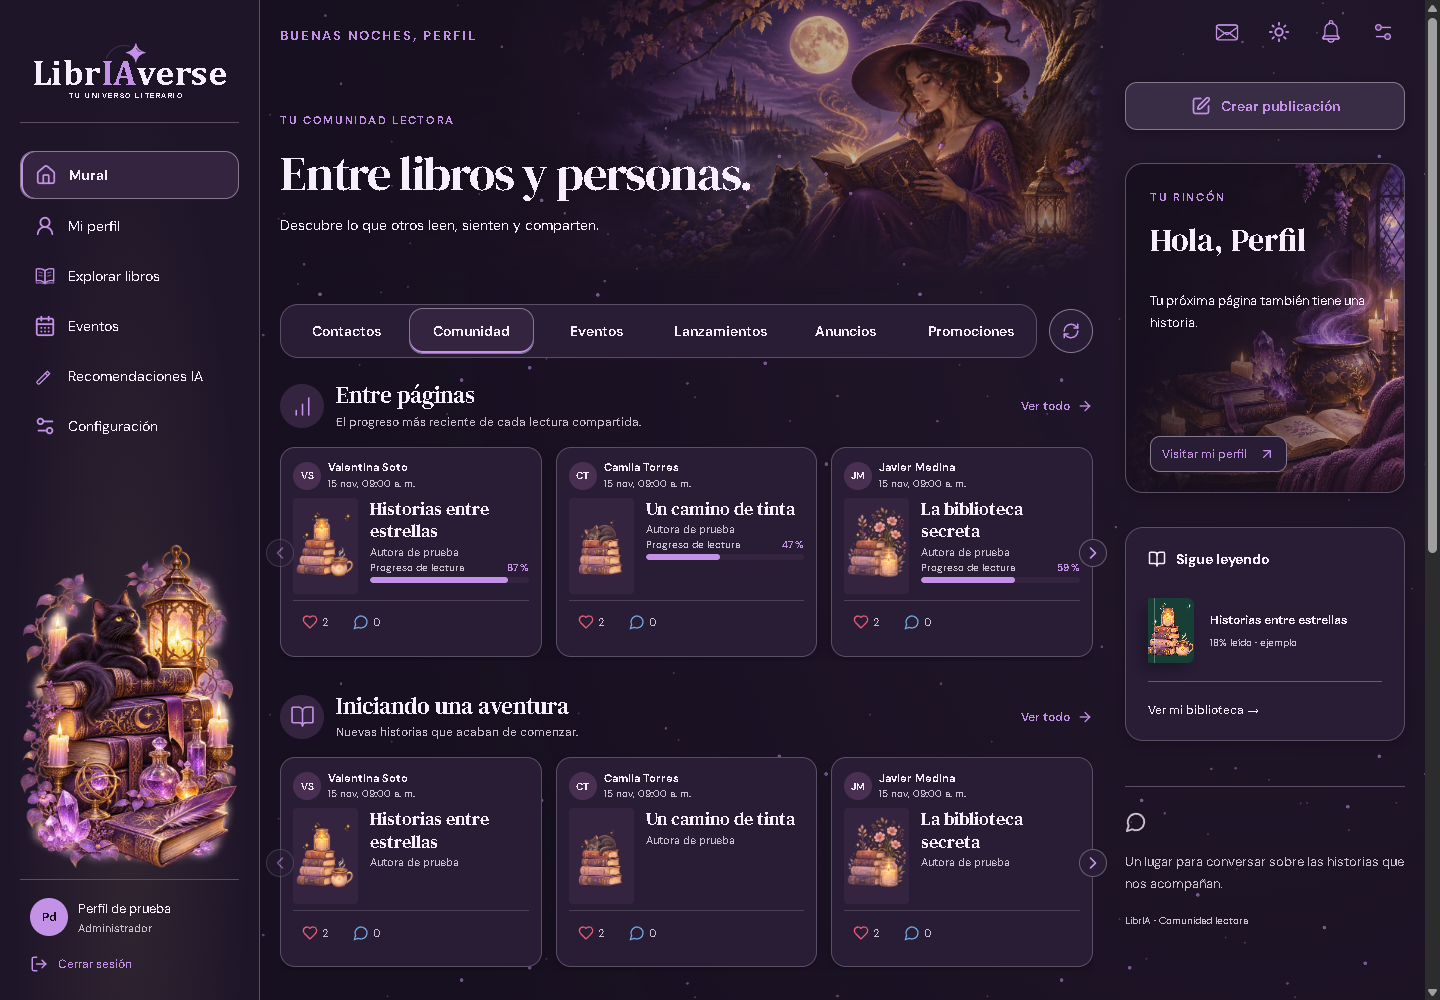 LibrIAverse
TU UNIVERSO LITERARIO
Mural
Mi perfil
Explorar libros
Eventos
Recomendaciones IA
Configuración
Pd
Perfil de prueba
Administrador
Cerrar sesión
BUENAS NOCHES, PERFIL
TU COMUNIDAD LECTORA
Entre libros y personas.
Descubre lo que otros leen, sienten y comparten.
Contactos
Comunidad
Eventos
Lanzamientos
Anuncios
Promociones
Entre páginas
El progreso más reciente de cada lectura compartida.
Ver todo →
VS
Valentina Soto
15 nov, 09:00 a. m.
Historias entre
estrellas
Autora de prueba
Progreso de lectura 87 %
2 0
CT
Camila Torres
15 nov, 09:00 a. m.
Un camino de tinta
Autora de prueba
Progreso de lectura 47 %
2 0
JM
Javier Medina
15 nov, 09:00 a. m.
La biblioteca
secreta
Autora de prueba
Progreso de lectura 59 %
2 0
Iniciando una aventura
Nuevas historias que acaban de comenzar.
Ver todo →
VS
Valentina Soto
15 nov, 09:00 a. m.
Historias entre
estrellas
Autora de prueba
2 0
CT
Camila Torres
15 nov, 09:00 a. m.
Un camino de tinta
Autora de prueba
2 0
JM
Javier Medina
15 nov, 09:00 a. m.
La biblioteca
secreta
Autora de prueba
2 0
Crear publicación
TU RINCÓN
Hola, Perfil
Tu próxima página también tiene una
historia.
Visitar mi perfil
Sigue leyendo
Historias entre estrellas
18% leído · ejemplo
Ver mi biblioteca →
Un lugar para conversar sobre las historias que
nos acompañan.
LibrIA · Comunidad lectora